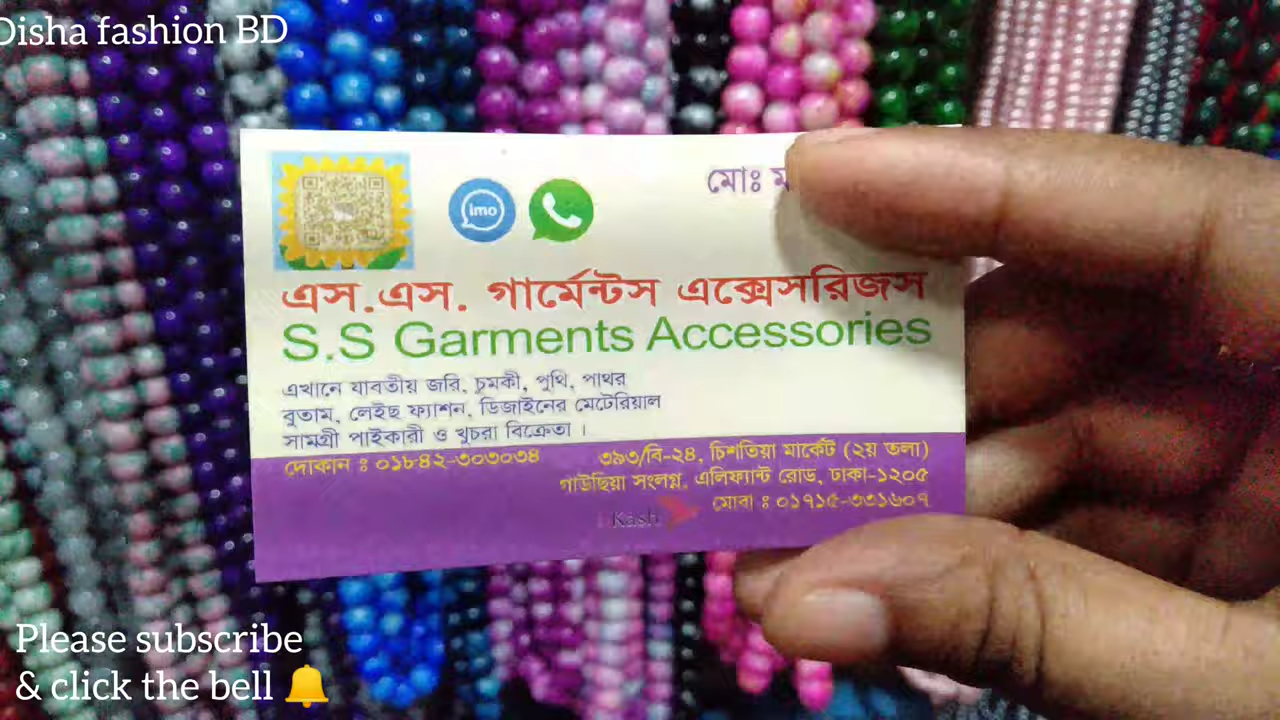 Disha fashion BD
মোঃ
imo
এস.এস. গার্মেন্টস এক্সেসরিজস
S.S Garments Accessories
এখানে যাবতীয় জরি, চুমকী, পুথি, পাথর
বুতাম, লেইছ ফ্যাশন, ডিজাইনের মেটেরিয়াল
সামগ্রী পাইকারী ও খুচরা বিক্রেতা ।
দোকান ঃ ০১৮৪২-৩০৩০৩৪
৩৯৩/বি-২৪, চিশতিয়া মার্কেট (২য় তলা)
গাউছিয়া সংলগ্ন, এলিফ্যান্ট রোড, ঢাকা-১২০৫
মোবা ঃ ০১৭১৫-৩৩১৬০৭
bKash
Please subscribe
& click the bell